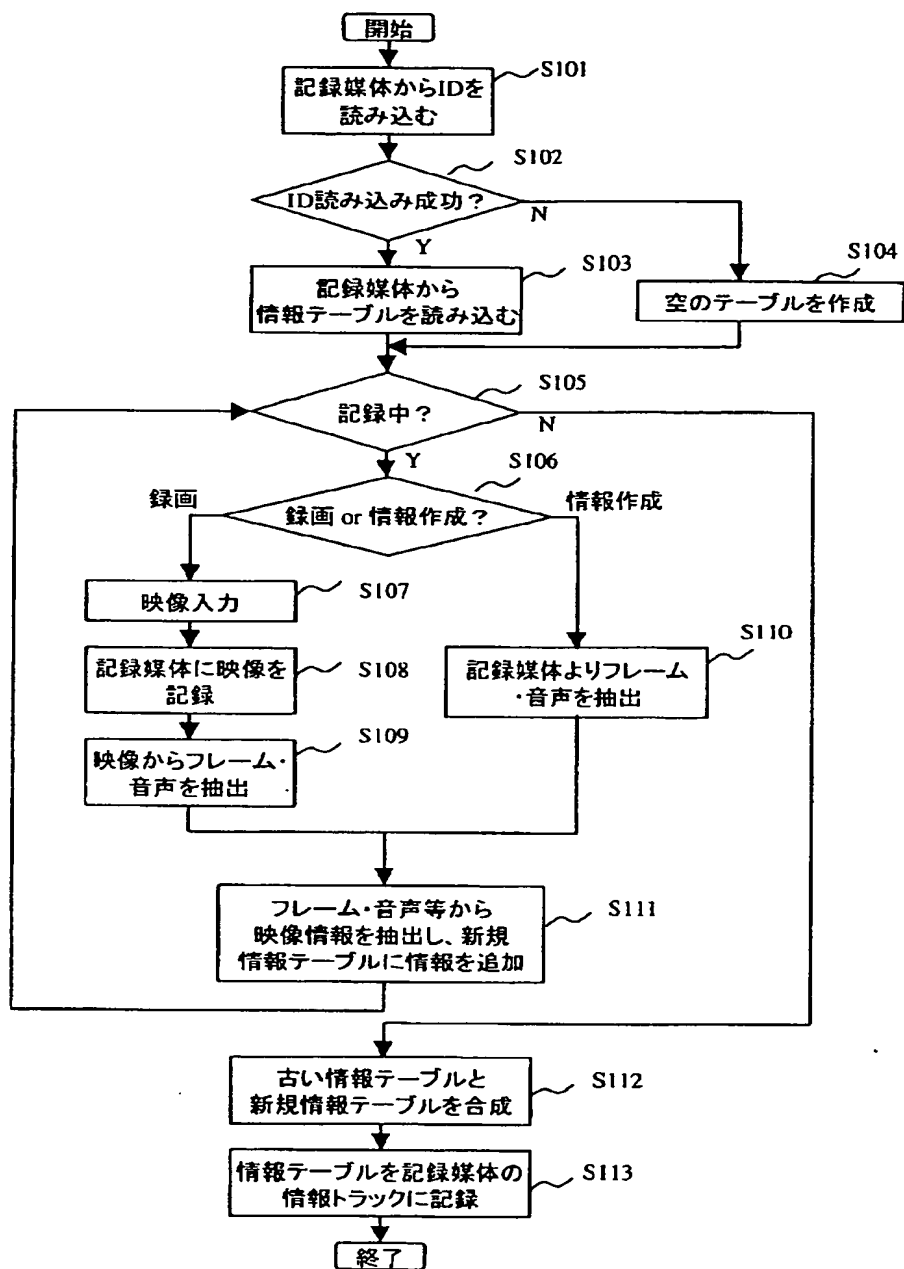 開始
S101
記録媒体からIDを
読み込む
S102
ID読み込み成功？
N
Y
S103
記録媒体から
情報テーブルを読み込む
S104
空のテーブルを作成
S105
記録中？
N
Y
S106
録画
録画 or 情報作成？
情報作成
S107
映像入力
S108
記録媒体に映像を
記録
S109
映像からフレーム・
音声を抽出
S110
記録媒体よりフレーム
・音声を抽出
S111
フレーム・音声等から
映像情報を抽出し、新規
情報テーブルに情報を追加
古い情報テーブルと
新規情報テーブルを合成
S112
情報テーブルを記録媒体の
情報トラックに記録
S113
終了